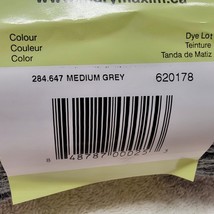 Colour
Couleur
Color
Dye Lot
Teinture
Tanda de Matiz
284.647 MEDIUM GREY
620178